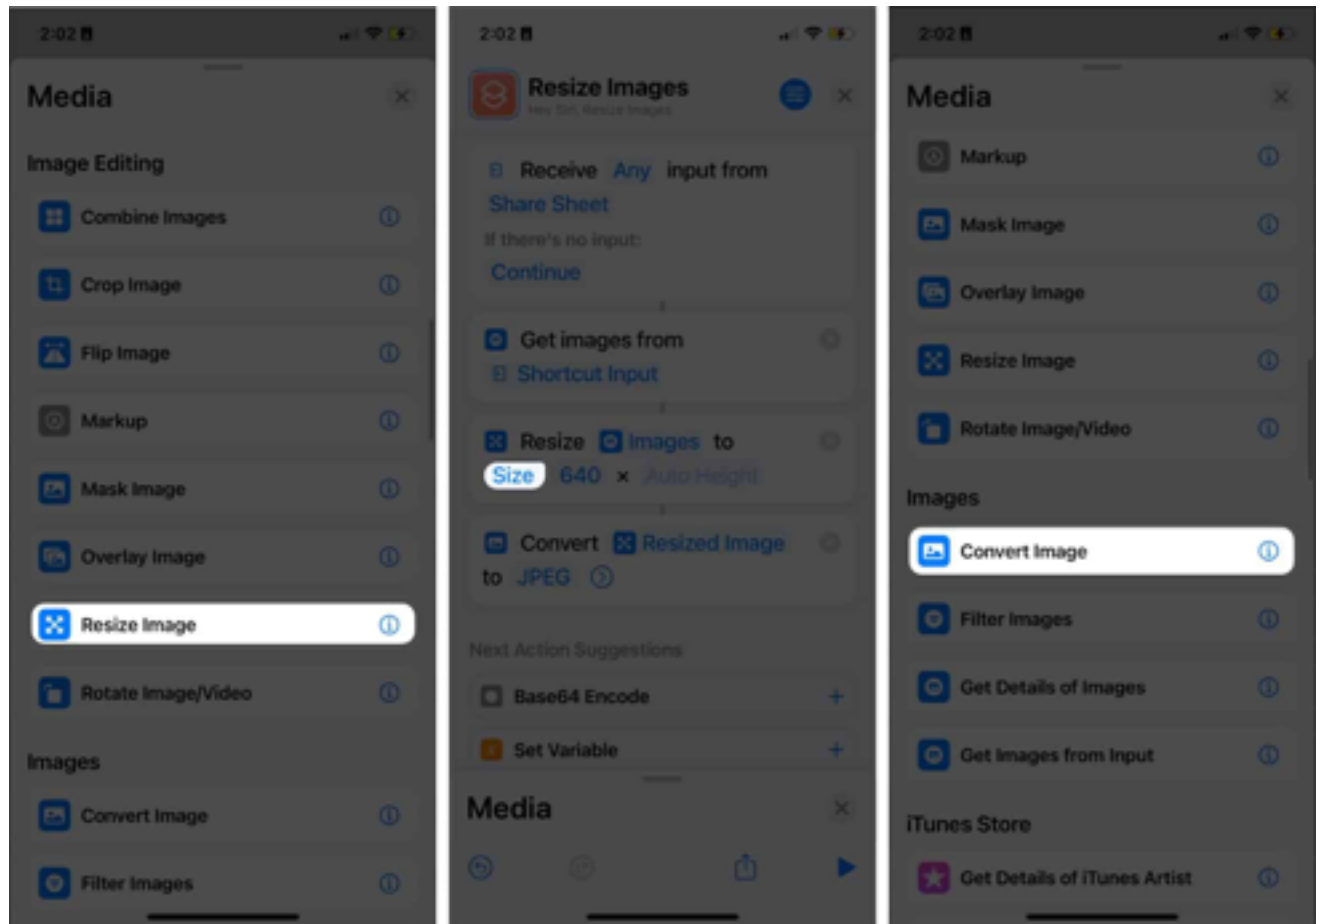 2:02
Media
Image Editing
Combine Images
Crop Image
Flip Image
Markup
Mask Image
Overlay Image
Resize Image
Rotate Image/Video
Images
Convert Image
Filter Images
2:02
Resize Images
Hey Siri, Resize Images
Receive Any input from
Share Sheet
If there's no input:
Continue
Get images from
Shortcut Input
Resize Images to
Size 640 × Auto Height
Convert Resized Image
to JPEG
Next Action Suggestions
Base64 Encode
Set Variable
Media
2:02
Media
Markup
Mask Image
Overlay Image
Resize Image
Rotate Image/Video
Images
Convert Image
Filter Images
Get Details of Images
Get Images from Input
iTunes Store
Get Details of iTunes Artist